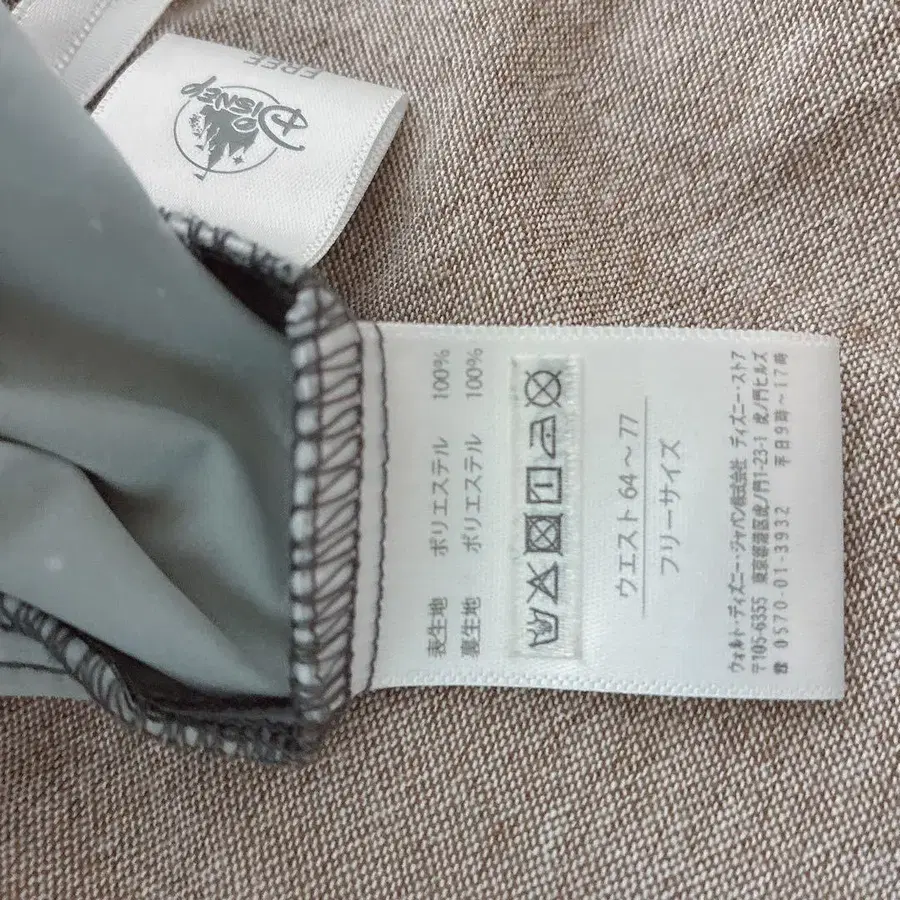 FREE
Disney
表生地 ポリエステル 100%
裏生地 ポリエステル 100%
ウエスト 64～77
フリーサイズ
ウォルト・ディズニー・ジャパン株式会社 ディズニーストア
〒105-6355 東京都港区虎ノ門1-23-1 虎ノ門ヒルズ
☎ 0570-01-3932 平日9時～17時